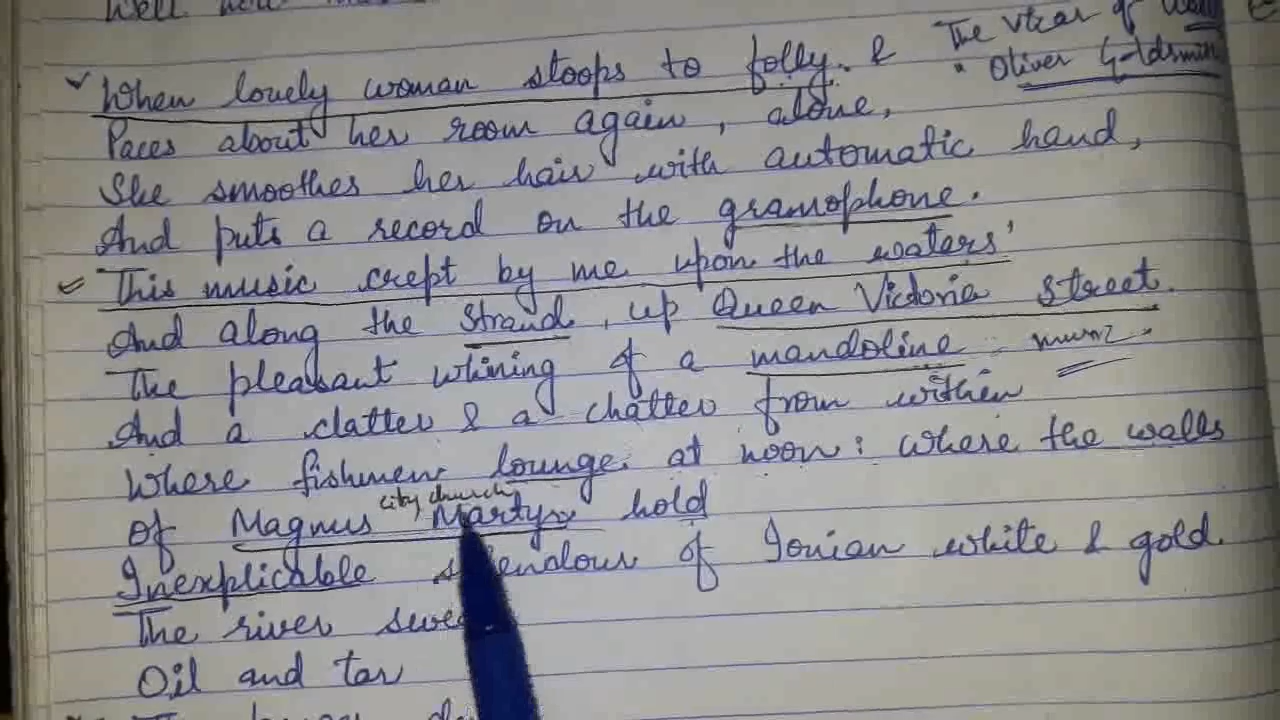 Well
When lovely woman stoops to folly. &
The Vicar of
" Oliver Goldsmith
Paces about her room again, alone,
She smoothes her hair with automatic hand,
And puts a record on the gramophone.
This music crept by me upon the waters'
And along the Strand, up Queen Victoria street.
The pleasant whining of a mandoline
And a clatter & a chatter from within
Where fishmen lounge at noon: where the walls
city church
Of Magnus Martyr hold
Inexplicable of Ionian white & gold.
The river
Oil and tar